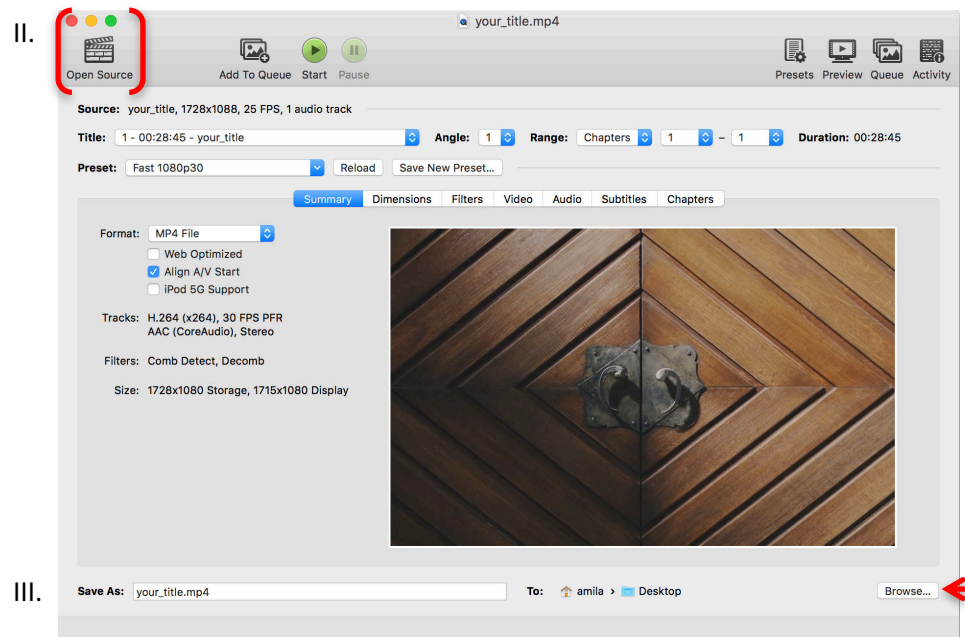 II.
your_title.mp4
Open Source Add To Queue Start Pause Presets Preview Queue Activity
Source: your_title, 1728x1088, 25 FPS, 1 audio track
Title: 1 - 00:28:45 - your_title Angle: 1 Range: Chapters 1 – 1 Duration: 00:28:45
Preset: Fast 1080p30 Reload Save New Preset...
Summary Dimensions Filters Video Audio Subtitles Chapters
Format: MP4 File
Web Optimized
Align A/V Start
iPod 5G Support
Tracks: H.264 (x264), 30 FPS PFR
AAC (CoreAudio), Stereo
Filters: Comb Detect, Decomb
Size: 1728x1080 Storage, 1715x1080 Display
III. Save As: your_title.mp4 To: amila › Desktop Browse...